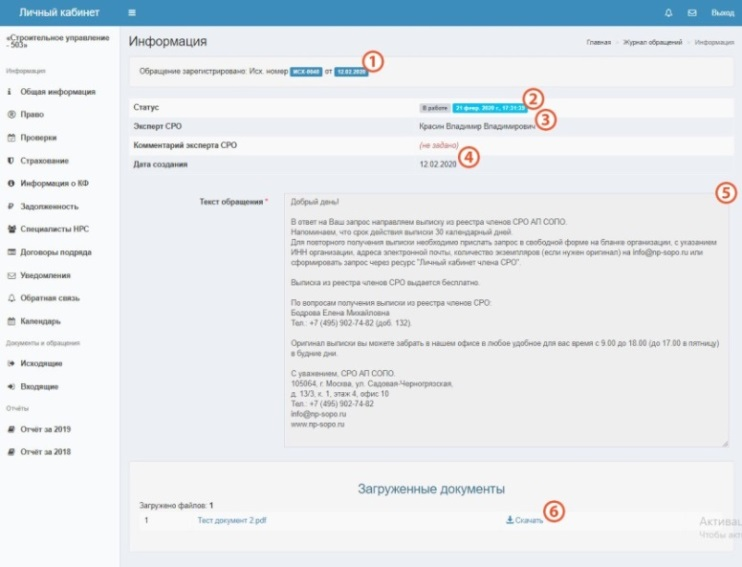 Личный кабинет
Выход
«Строительное управление - 503»
Информация
Общая информация
Право
Проверки
Страхование
Информация о КФ
Задолженность
Специалисты НРС
Договоры подряда
Уведомления
Обратная связь
Календарь
Документы и обращения
Исходящие
Входящие
Отчёты
Отчёт за 2019
Отчёт за 2018
Информация
Главная Журнал обращений Информация
Обращение зарегистрировано: Исх. номер ИСХ-8940 от 12.02.2020 1
Статус В работе 21 февр. 2020 г., 17:31:28 2
Эксперт СРО Красин Владимир Владимирович 3
Комментарий эксперта СРО (не задано)
Дата создания 12.02.2020 4
Текст обращения * 5
Добрый день!
В ответ на Ваш запрос направляем выписку из реестра членов СРО АП СОПО.
Напоминаем, что срок действия выписки 30 календарный дней.
Для повторного получения выписки необходимо прислать запрос в свободной форме на бланке организации, с указанием
ИНН организации, адреса электронной почты, количество экземпляров (если нужен оригинал) на info@np-sopo.ru или
сформировать запрос через ресурс "Личный кабинет члена СРО".
Выписка из реестра членов СРО выдается бесплатно.
По вопросам получения выписки из реестра членов СРО:
Бодрова Елена Михайловна
Тел.: +7 (495) 902-74-82 (доб. 132).
Оригинал выписки вы можете забрать в нашем офисе в любое удобное для вас время с 9.00 до 18.00 (до 17.00 в пятницу)
в будние дни.
С уважением, СРО АП СОПО.
105064, г. Москва, ул. Садовая-Черногрязская,
д. 13/3, к. 1, этаж 4, офис 10
Тел.: +7 (495) 902-74-82
info@np-sopo.ru
www.np-sopo.ru
Загруженные документы
Загружено файлов: 1
1 Тест документ 2.pdf Скачать 6